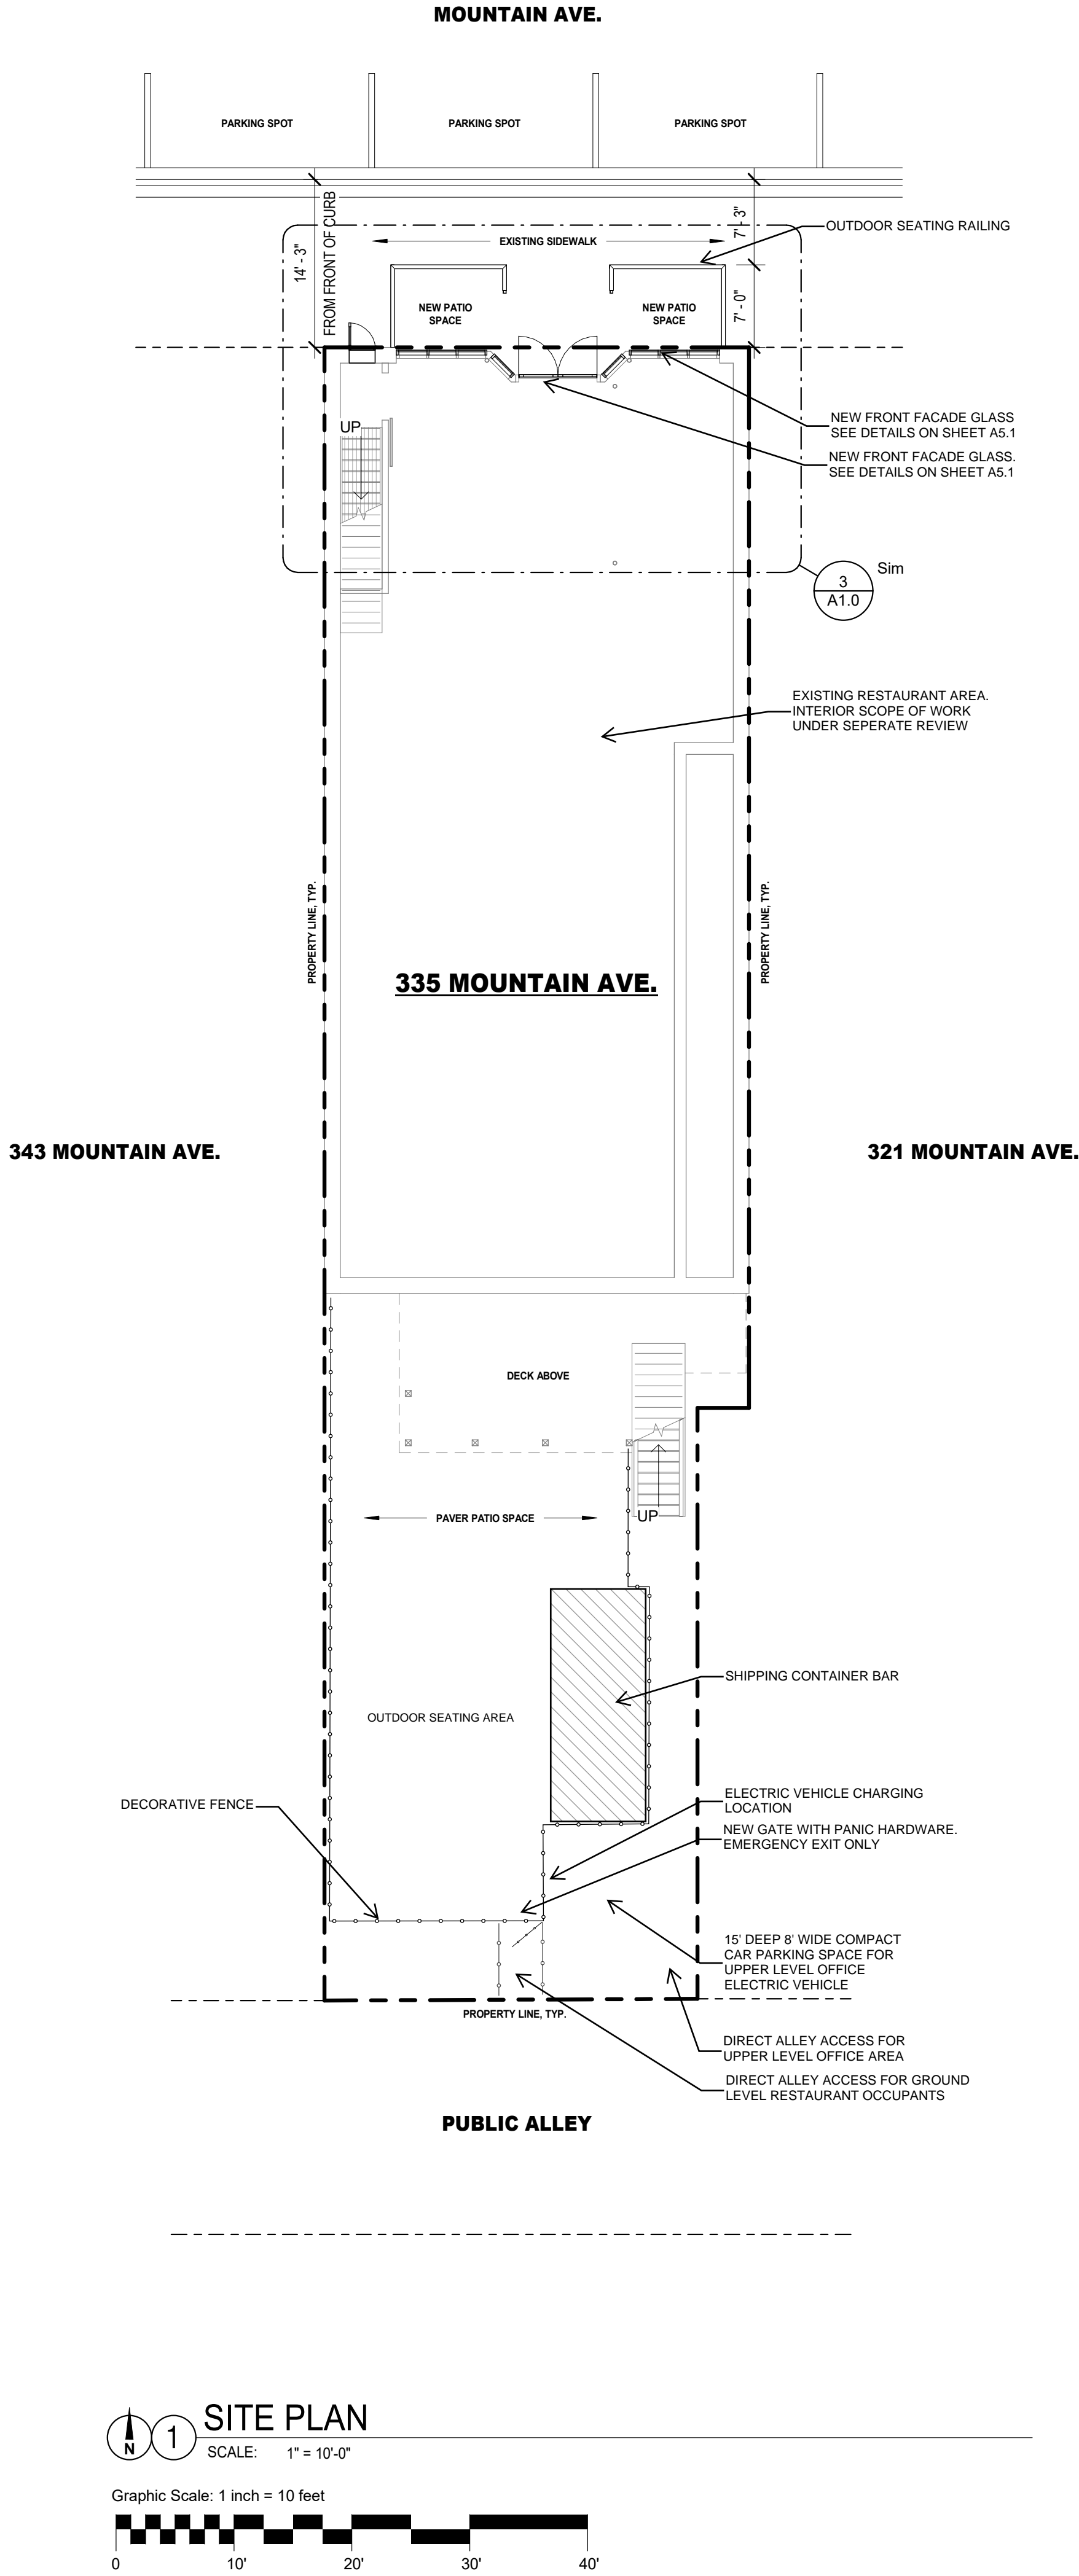 MOUNTAIN AVE.
PARKING SPOT
PARKING SPOT
PARKING SPOT
14' - 3"
FROM FRONT OF CURB
7' - 3"
OUTDOOR SEATING RAILING
EXISTING SIDEWALK
7' - 0"
NEW PATIO
SPACE
NEW PATIO
SPACE
UP
NEW FRONT FACADE GLASS
SEE DETAILS ON SHEET A5.1
NEW FRONT FACADE GLASS.
SEE DETAILS ON SHEET A5.1
3
A1.0
Sim
EXISTING RESTAURANT AREA.
INTERIOR SCOPE OF WORK
UNDER SEPERATE REVIEW
PROPERTY LINE, TYP.
PROPERTY LINE, TYP.
335 MOUNTAIN AVE.
343 MOUNTAIN AVE.
321 MOUNTAIN AVE.
DECK ABOVE
PAVER PATIO SPACE
UP
SHIPPING CONTAINER BAR
OUTDOOR SEATING AREA
DECORATIVE FENCE
ELECTRIC VEHICLE CHARGING
LOCATION
NEW GATE WITH PANIC HARDWARE.
EMERGENCY EXIT ONLY
15' DEEP 8' WIDE COMPACT
CAR PARKING SPACE FOR
UPPER LEVEL OFFICE
ELECTRIC VEHICLE
PROPERTY LINE, TYP.
DIRECT ALLEY ACCESS FOR
UPPER LEVEL OFFICE AREA
DIRECT ALLEY ACCESS FOR GROUND
LEVEL RESTAURANT OCCUPANTS
PUBLIC ALLEY
N
1
SITE PLAN
SCALE: 1" = 10'-0"
Graphic Scale: 1 inch = 10 feet
0 10' 20' 30' 40'